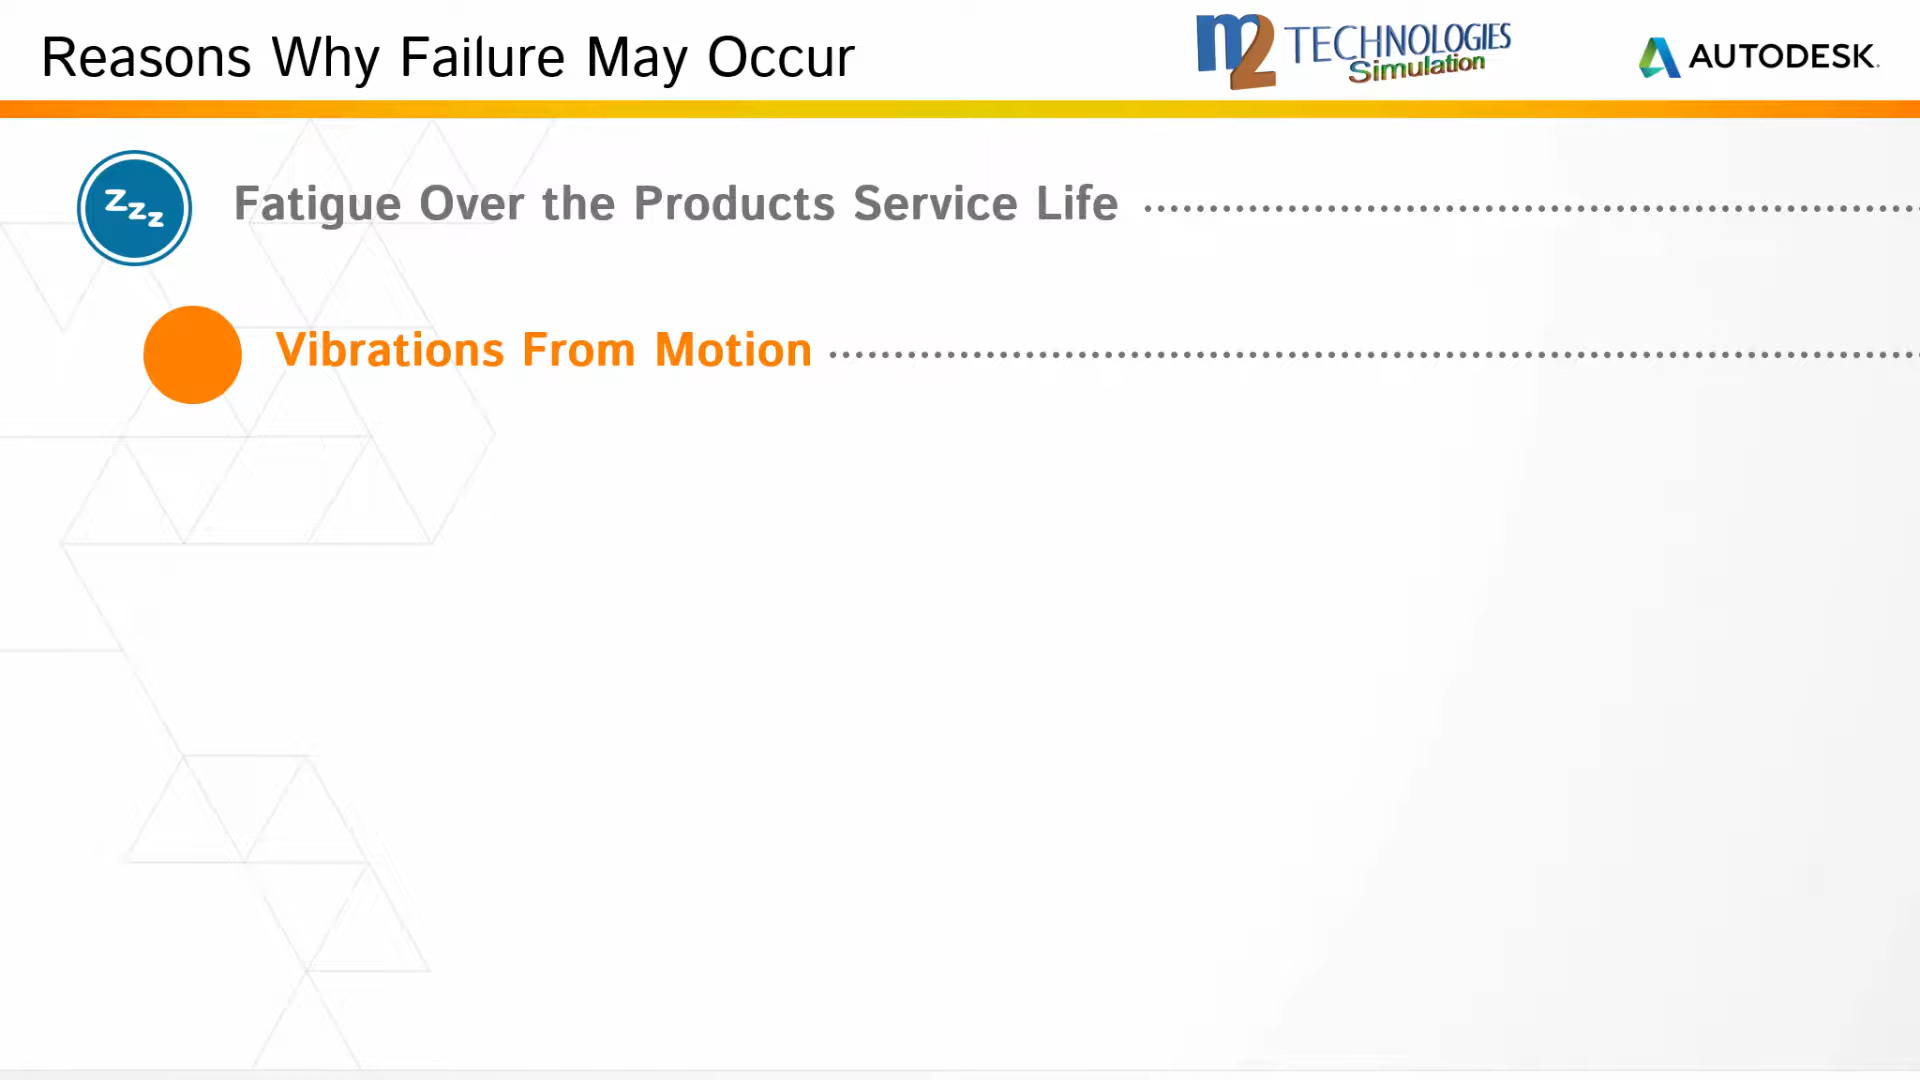 Reasons Why Failure May Occur
m2 TECHNOLOGIES
Simulation
AUTODESK.
zzz
Fatigue Over the Products Service Life
Vibrations From Motion